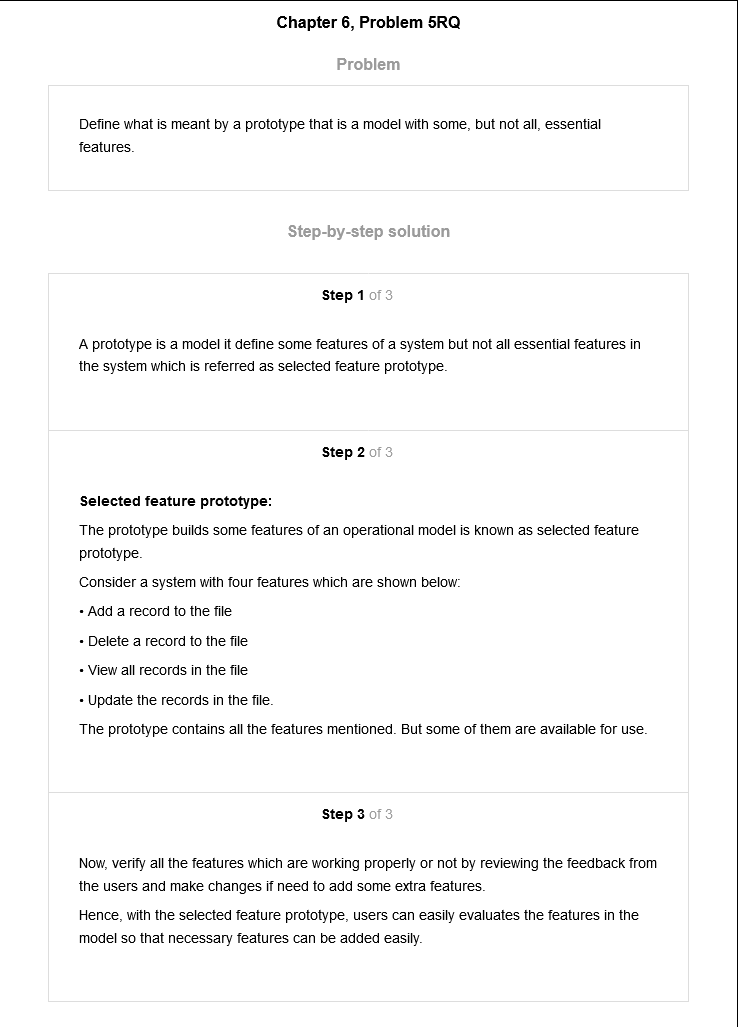 Chapter 6, Problem 5RQ
Problem
Define what is meant by a prototype that is a model with some, but not all, essential
features.
Step-by-step solution
Step 1 of 3
A prototype is a model it define some features of a system but not all essential features in
the system which is referred as selected feature prototype.
Step 2 of 3
Selected feature prototype:
The prototype builds some features of an operational model is known as selected feature
prototype.
Consider a system with four features which are shown below:
• Add a record to the file
• Delete a record to the file
• View all records in the file
• Update the records in the file.
The prototype contains all the features mentioned. But some of them are available for use.
Step 3 of 3
Now, verify all the features which are working properly or not by reviewing the feedback from
the users and make changes if need to add some extra features.
Hence, with the selected feature prototype, users can easily evaluates the features in the
model so that necessary features can be added easily.